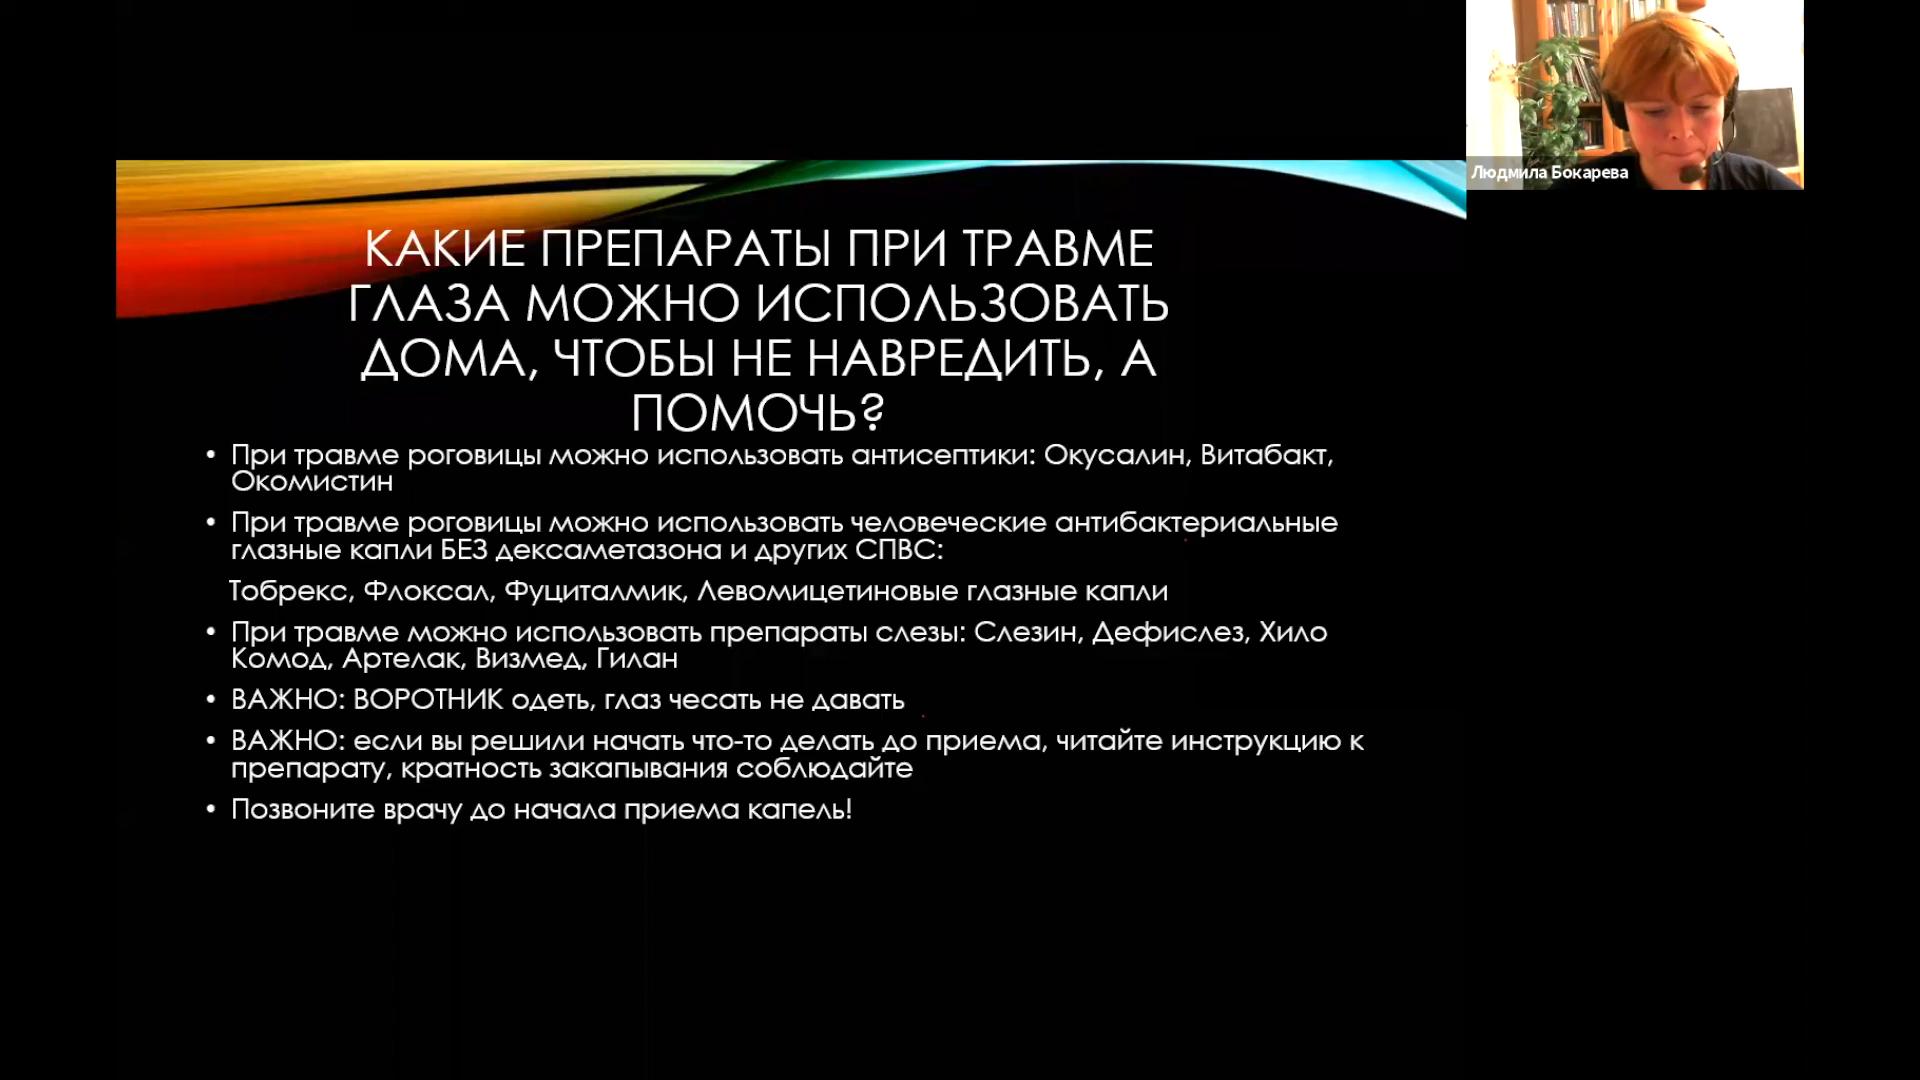 Людмила Бокарева
КАКИЕ ПРЕПАРАТЫ ПРИ ТРАВМЕ
ГЛАЗА МОЖНО ИСПОЛЬЗОВАТЬ
ДОМА, ЧТОБЫ НЕ НАВРЕДИТЬ, А
ПОМОЧЬ?
• При травме роговицы можно использовать антисептики: Окусалин, Витабакт,
Окомистин
• При травме роговицы можно использовать человеческие антибактериальные
глазные капли БЕЗ дексаметазона и других СПВС:
Тобрекс, Флоксал, Фуциталмик, Левомицетиновые глазные капли
• При травме можно использовать препараты слезы: Слезин, Дефислез, Хило
Комод, Артелак, Визмед, Гилан
• ВАЖНО: ВОРОТНИК одеть, глаз чесать не давать
• ВАЖНО: если вы решили начать что-то делать до приема, читайте инструкцию к
препарату, кратность закапывания соблюдайте
• Позвоните врачу до начала приема капель!